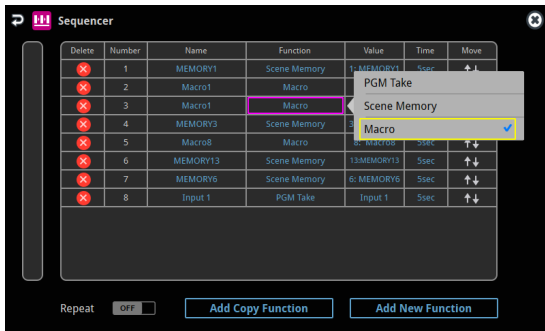 Sequencer
Delete Number Name Function Value Time Move
1 MEMORY1 Scene Memory 1: MEMORY1 5sec
2 Macro1 Macro
3 Macro1 Macro
4 MEMORY3 Scene Memory 3
5 Macro8 Macro 8: Macro8 5sec
6 MEMORY13 Scene Memory 13:MEMORY13 5sec
7 MEMORY6 Scene Memory 6: MEMORY6 5sec
8 Input 1 PGM Take Input 1 5sec
PGM Take
Scene Memory
Macro
Repeat OFF Add Copy Function Add New Function